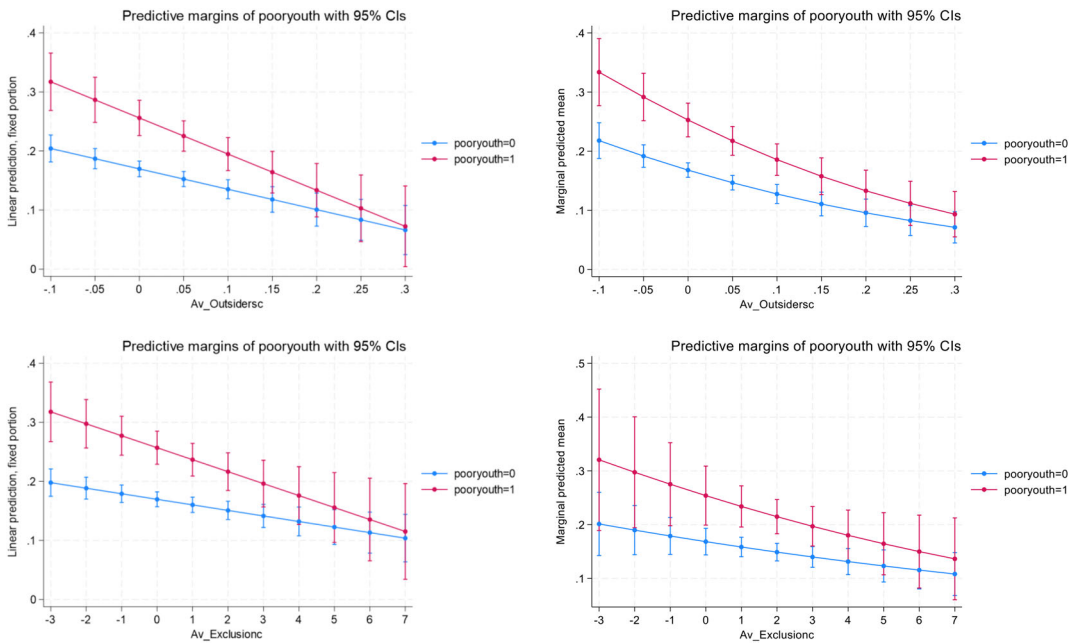 Predictive margins of pooryouth with 95% CIs
Linear prediction, fixed portion
.4
.3
.2
.1
0
-.1 -.05 0 .05 .1 .15 .2 .25 .3
Av_Outsidersc
pooryouth=0
pooryouth=1
Predictive margins of pooryouth with 95% CIs
Marginal predicted mean
.4
.3
.2
.1
0
-.1 -.05 0 .05 .1 .15 .2 .25 .3
Av_Outsidersc
pooryouth=0
pooryouth=1
Predictive margins of pooryouth with 95% CIs
Linear prediction, fixed portion
.4
.3
.2
.1
0
-3 -2 -1 0 1 2 3 4 5 6 7
Av_Exclusionc
pooryouth=0
pooryouth=1
Predictive margins of pooryouth with 95% CIs
Marginal predicted mean
.5
.4
.3
.2
.1
-3 -2 -1 0 1 2 3 4 5 6 7
Av_Exclusionc
pooryouth=0
pooryouth=1